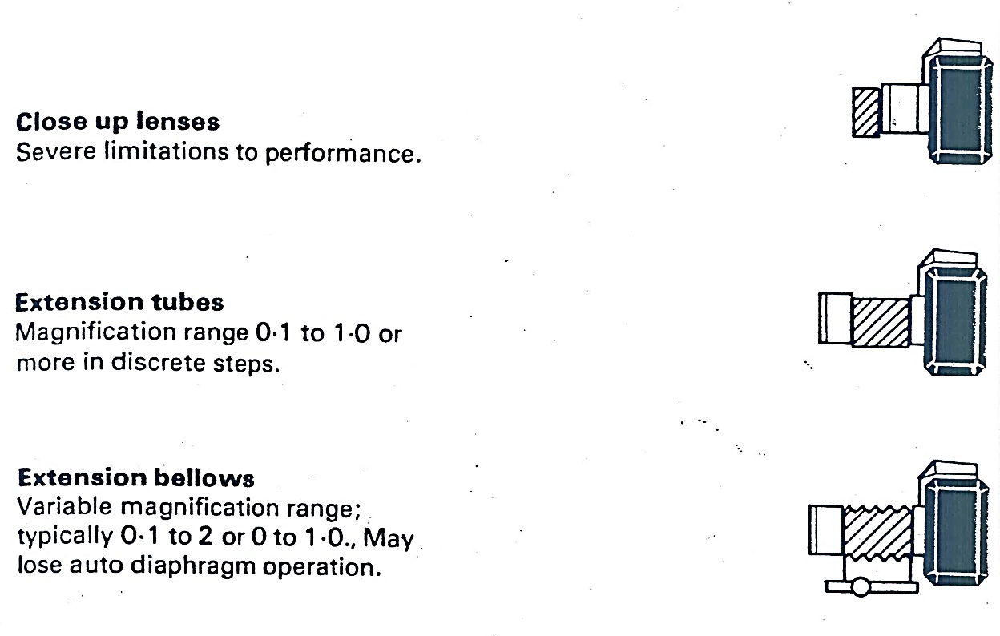 Close up lenses
Severe limitations to performance.
Extension tubes
Magnification range 0·1 to 1·0 or
more in discrete steps.
Extension bellows
Variable magnification range;
typically 0·1 to 2 or 0 to 1·0., May
lose auto diaphragm operation.